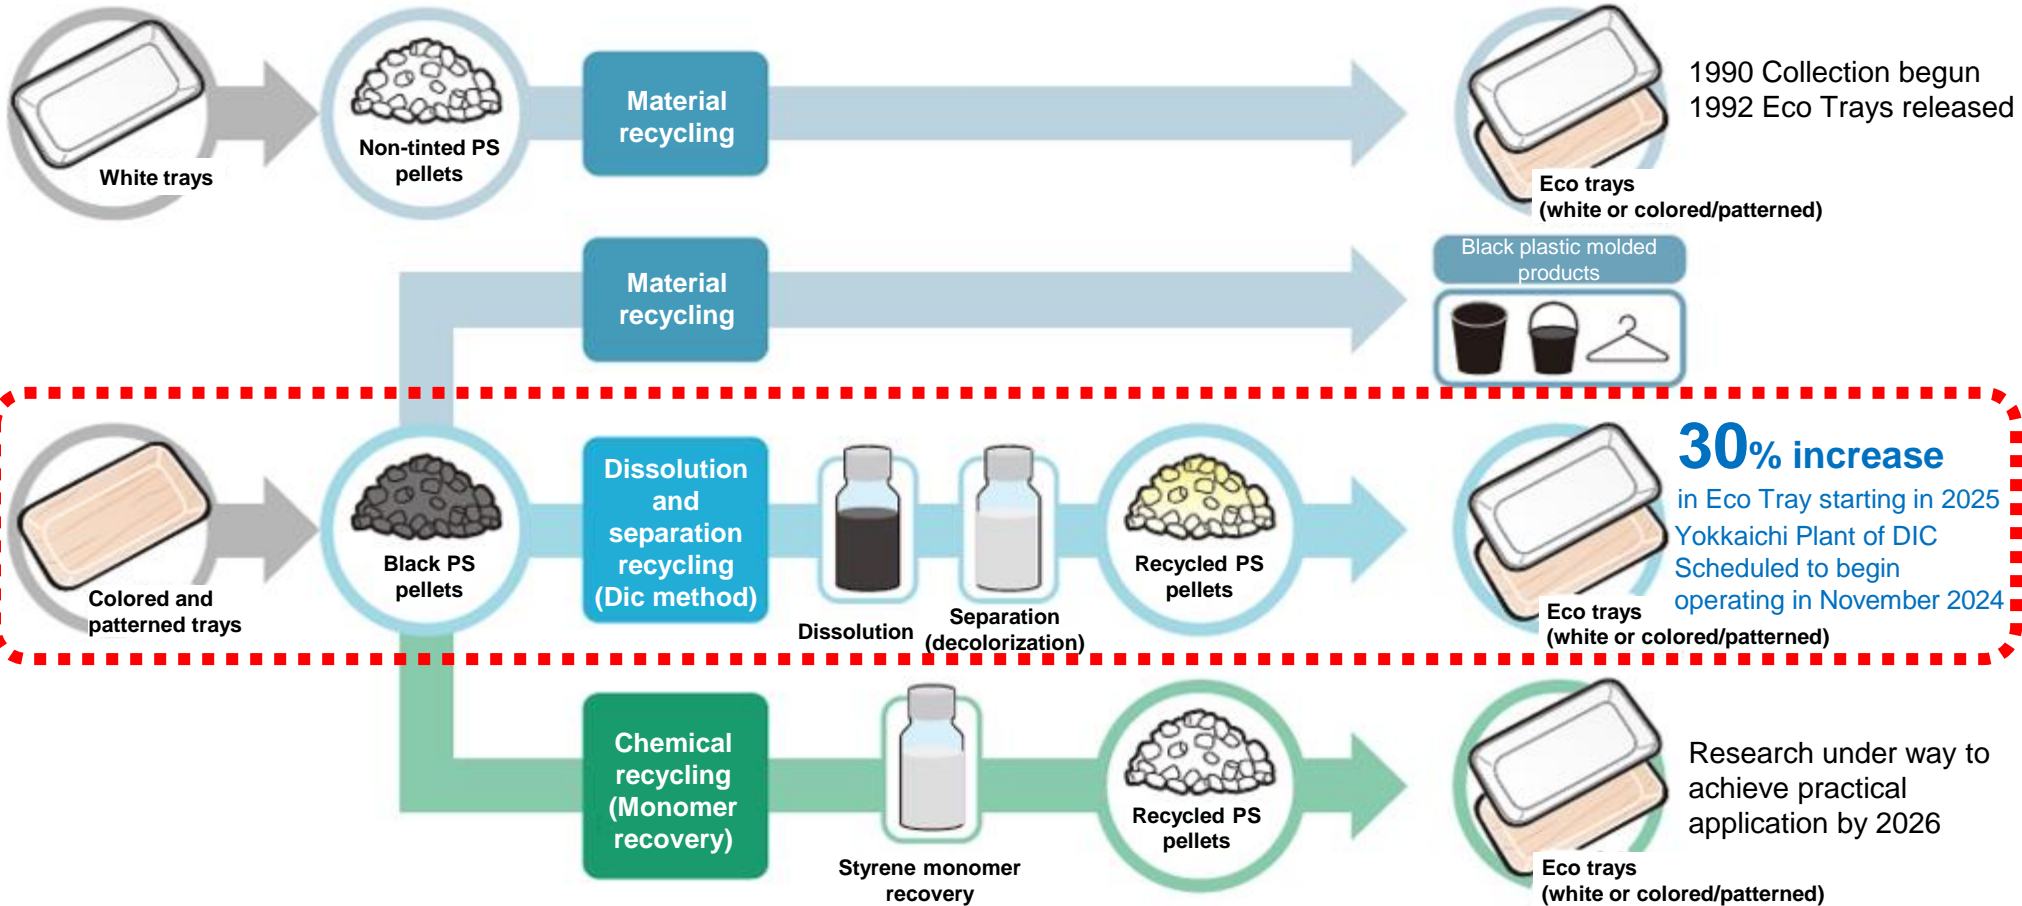 White trays
Non-tinted PS
pellets
Material
recycling
Eco trays
(white or colored/patterned)
1990 Collection begun
1992 Eco Trays released
Material
recycling
Black plastic molded
products
Colored and
patterned trays
Black PS
pellets
Dissolution
and
separation
recycling
(Dic method)
Dissolution
Separation
(decolorization)
Recycled PS
pellets
Eco trays
(white or colored/patterned)
30% increase
in Eco Tray starting in 2025
Yokkaichi Plant of DIC
Scheduled to begin
operating in November 2024
Chemical
recycling
(Monomer
recovery)
Styrene monomer
recovery
Recycled PS
pellets
Eco trays
(white or colored/patterned)
Research under way to
achieve practical
application by 2026